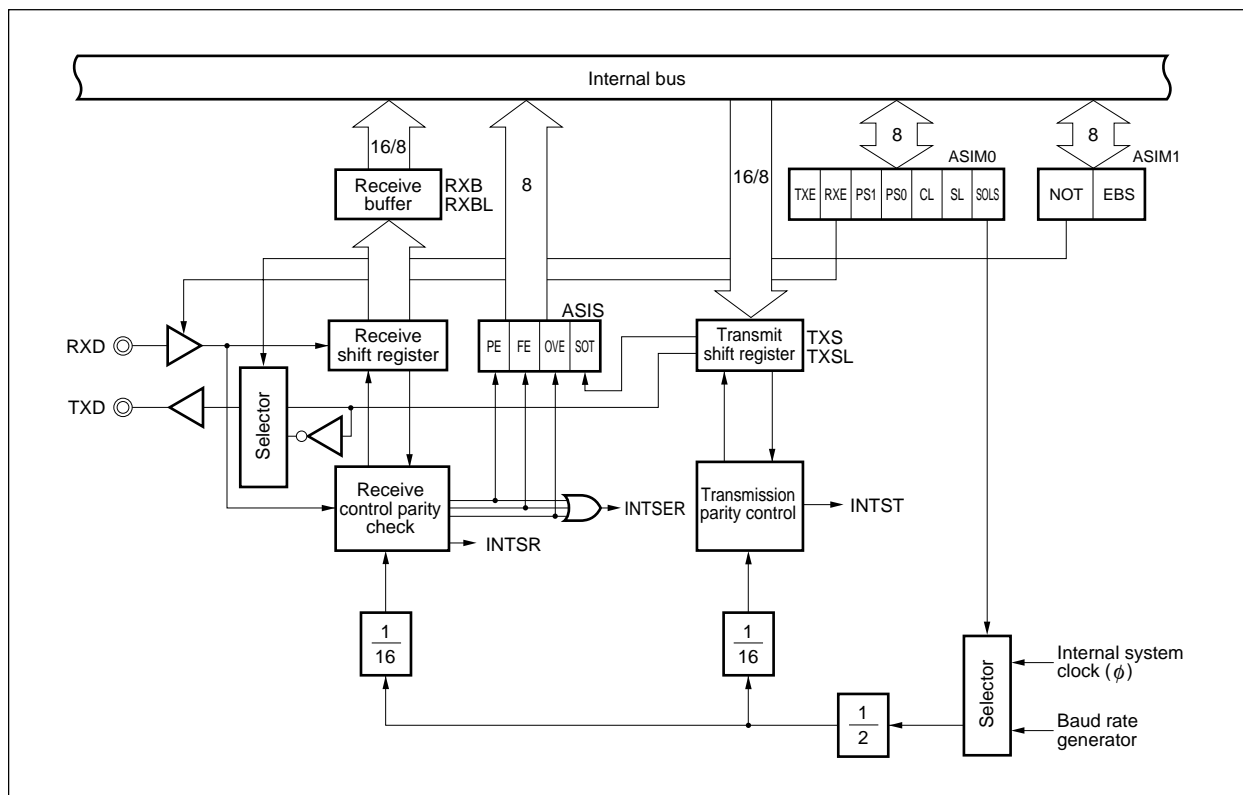 Internal bus
16/8
8
16/8
8
8
ASIM0
ASIM1
Receive
buffer
RXB
RXBL
TXE RXE PS1 PS0 CL SL SOLS
NOT EBS
ASIS
RXD
Receive
shift register
PE FE OVE SOT
Transmit
shift register
TXS
TXSL
TXD
Selector
Receive
control parity
check
INTSER
INTSR
Transmission
parity control
INTST
1
16
1
16
1
2
Selector
Internal system
clock (ϕ)
Baud rate
generator